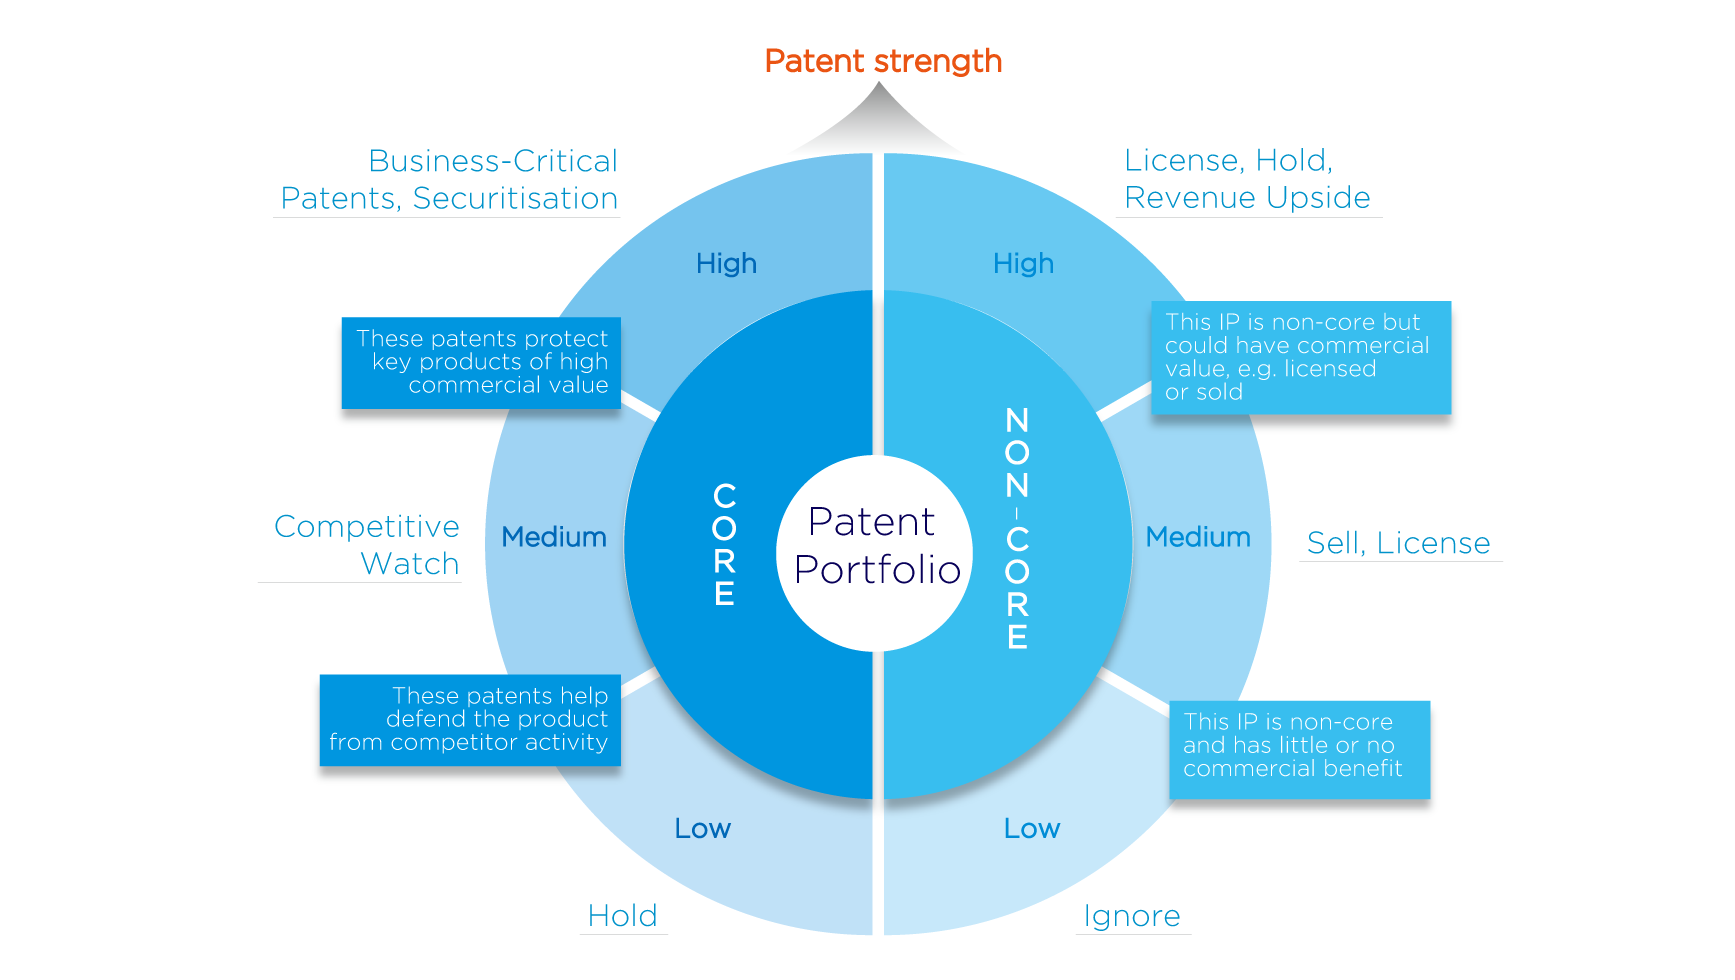 Patent strength
Business-Critical
Patents, Securitisation
License, Hold,
Revenue Upside
High
High
These patents protect
key products of high
commercial value
This IP is non-core but
could have commercial
value, e.g. licensed
or sold
CORE
NON-CORE
Patent
Portfolio
Competitive
Watch
Medium
Medium
Sell, License
These patents help
defend the product
from competitor activity
This IP is non-core
and has little or no
commercial benefit
Low
Low
Hold
Ignore